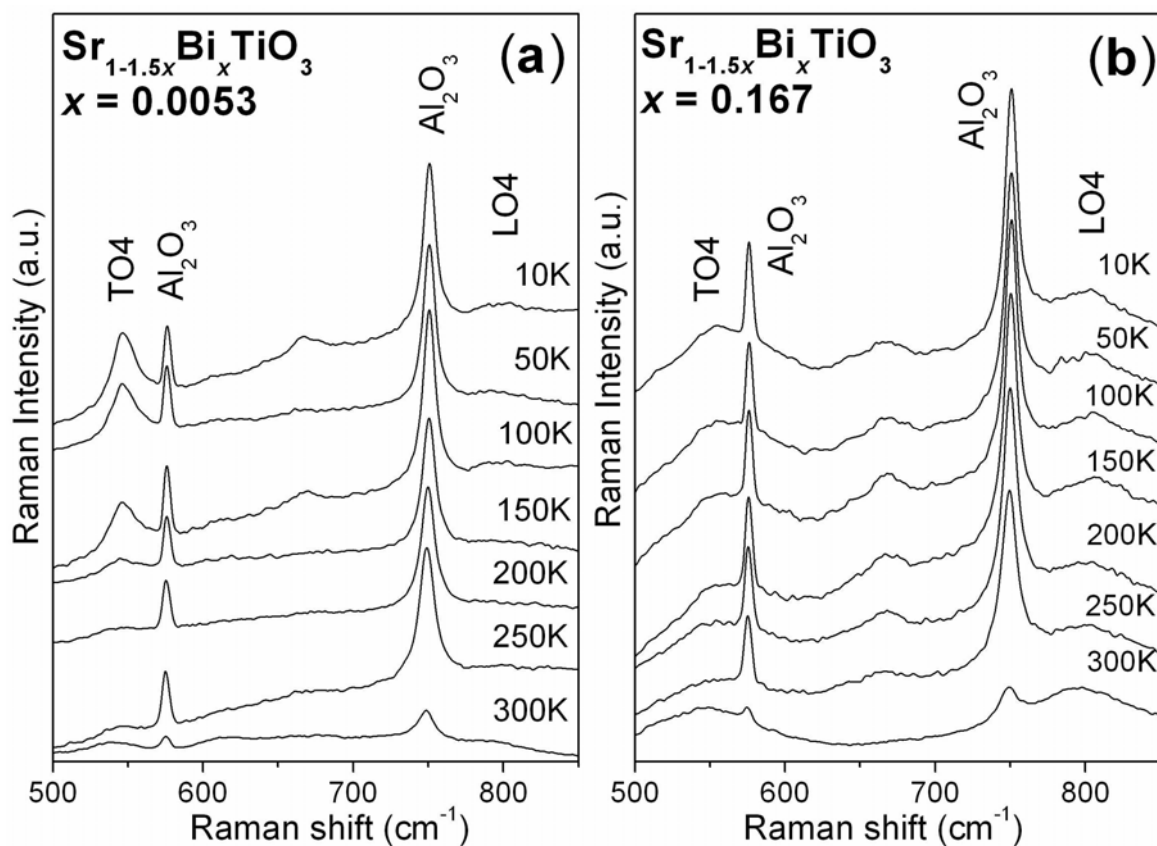 Sr1-1.5xBixTiO3
x = 0.0053
(a)
Al2O3
TO4
Al2O3
LO4
10K
50K
100K
150K
200K
250K
300K
Raman Intensity (a.u.)
500 600 700 800
Raman shift (cm-1)
Sr1-1.5xBixTiO3
x = 0.167
(b)
Al2O3
TO4
Al2O3
LO4
10K
50K
100K
150K
200K
250K
300K
Raman Intensity (a.u.)
500 600 700 800
Raman shift (cm-1)